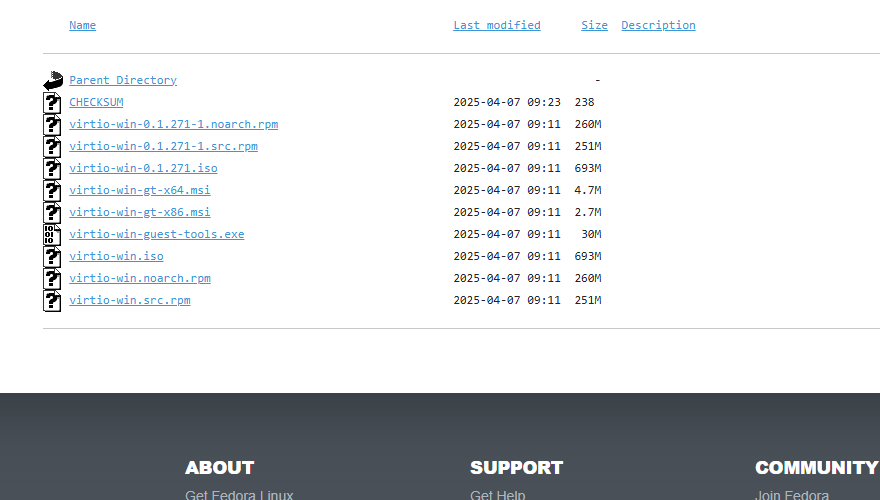 Name Last modified Size Description
Parent Directory -
CHECKSUM 2025-04-07 09:23 238
virtio-win-0.1.271-1.noarch.rpm 2025-04-07 09:11 260M
virtio-win-0.1.271-1.src.rpm 2025-04-07 09:11 251M
virtio-win-0.1.271.iso 2025-04-07 09:11 693M
virtio-win-gt-x64.msi 2025-04-07 09:11 4.7M
virtio-win-gt-x86.msi 2025-04-07 09:11 2.7M
virtio-win-guest-tools.exe 2025-04-07 09:11 30M
virtio-win.iso 2025-04-07 09:11 693M
virtio-win.noarch.rpm 2025-04-07 09:11 260M
virtio-win.src.rpm 2025-04-07 09:11 251M
ABOUT SUPPORT COMMUNITY
Get Fedora Linux Get Help Join Fedora